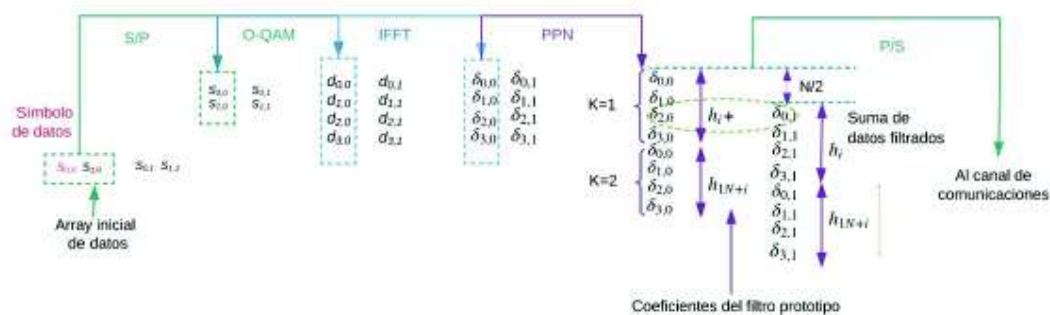 S/P O-QAM IFFT PPN P/S
Símbolo
de datos
s0,0 s1,0 s0,1 s1,1
Array inicial
de datos
s0,0 s0,1
s1,1
d0,0 d0,1
d1,0 d1,1
d2,0 d2,1
d3,0 d3,1
δ0,0 δ0,1
δ1,0 δ1,1
δ2,0 δ2,1
δ3,0 δ3,1
K=1
δ0,0
δ1,0
δ2,0
δ3,0
hi+
K=2
δ0,0
δ1,0
δ2,0
δ3,0
h1N+i
N/2
δ0,1
δ1,1
δ2,1
δ3,1
hi
δ0,1
δ1,1
δ2,1
δ3,1
h1N+i
Suma de
datos filtrados
Al canal de
comunicaciones
Coeficientes del filtro prototipo